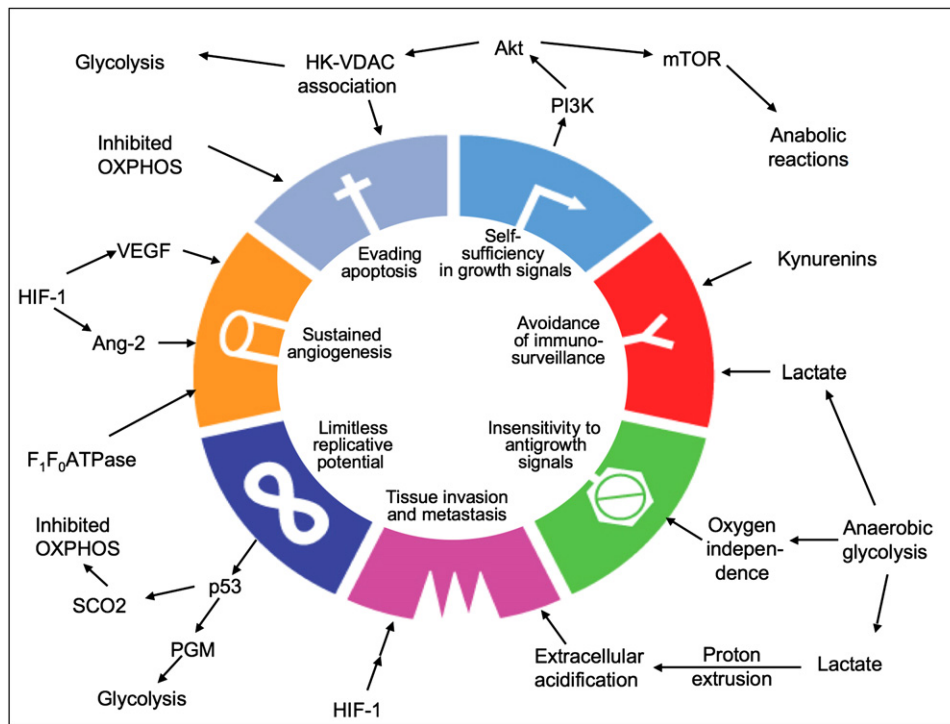 Akt
Glycolysis
HK-VDAC
association
mTOR
PI3K
Inhibited
OXPHOS
Anabolic
reactions
Evading
apoptosis
Self-
sufficiency
in growth signals
VEGF
HIF-1
Ang-2
Kynurenins
Sustained
angiogenesis
Avoidance
of immuno-
surveillance
Lactate
F₁F₀ATPase
Limitless
replicative
potential
Insensitivity to
antigrowth
signals
Tissue invasion
and metastasis
Inhibited
OXPHOS
Oxygen
indepen-
dence
Anaerobic
glycolysis
p53
SCO2
PGM
Glycolysis
HIF-1
Extracellular
acidification
Proton
extrusion
Lactate